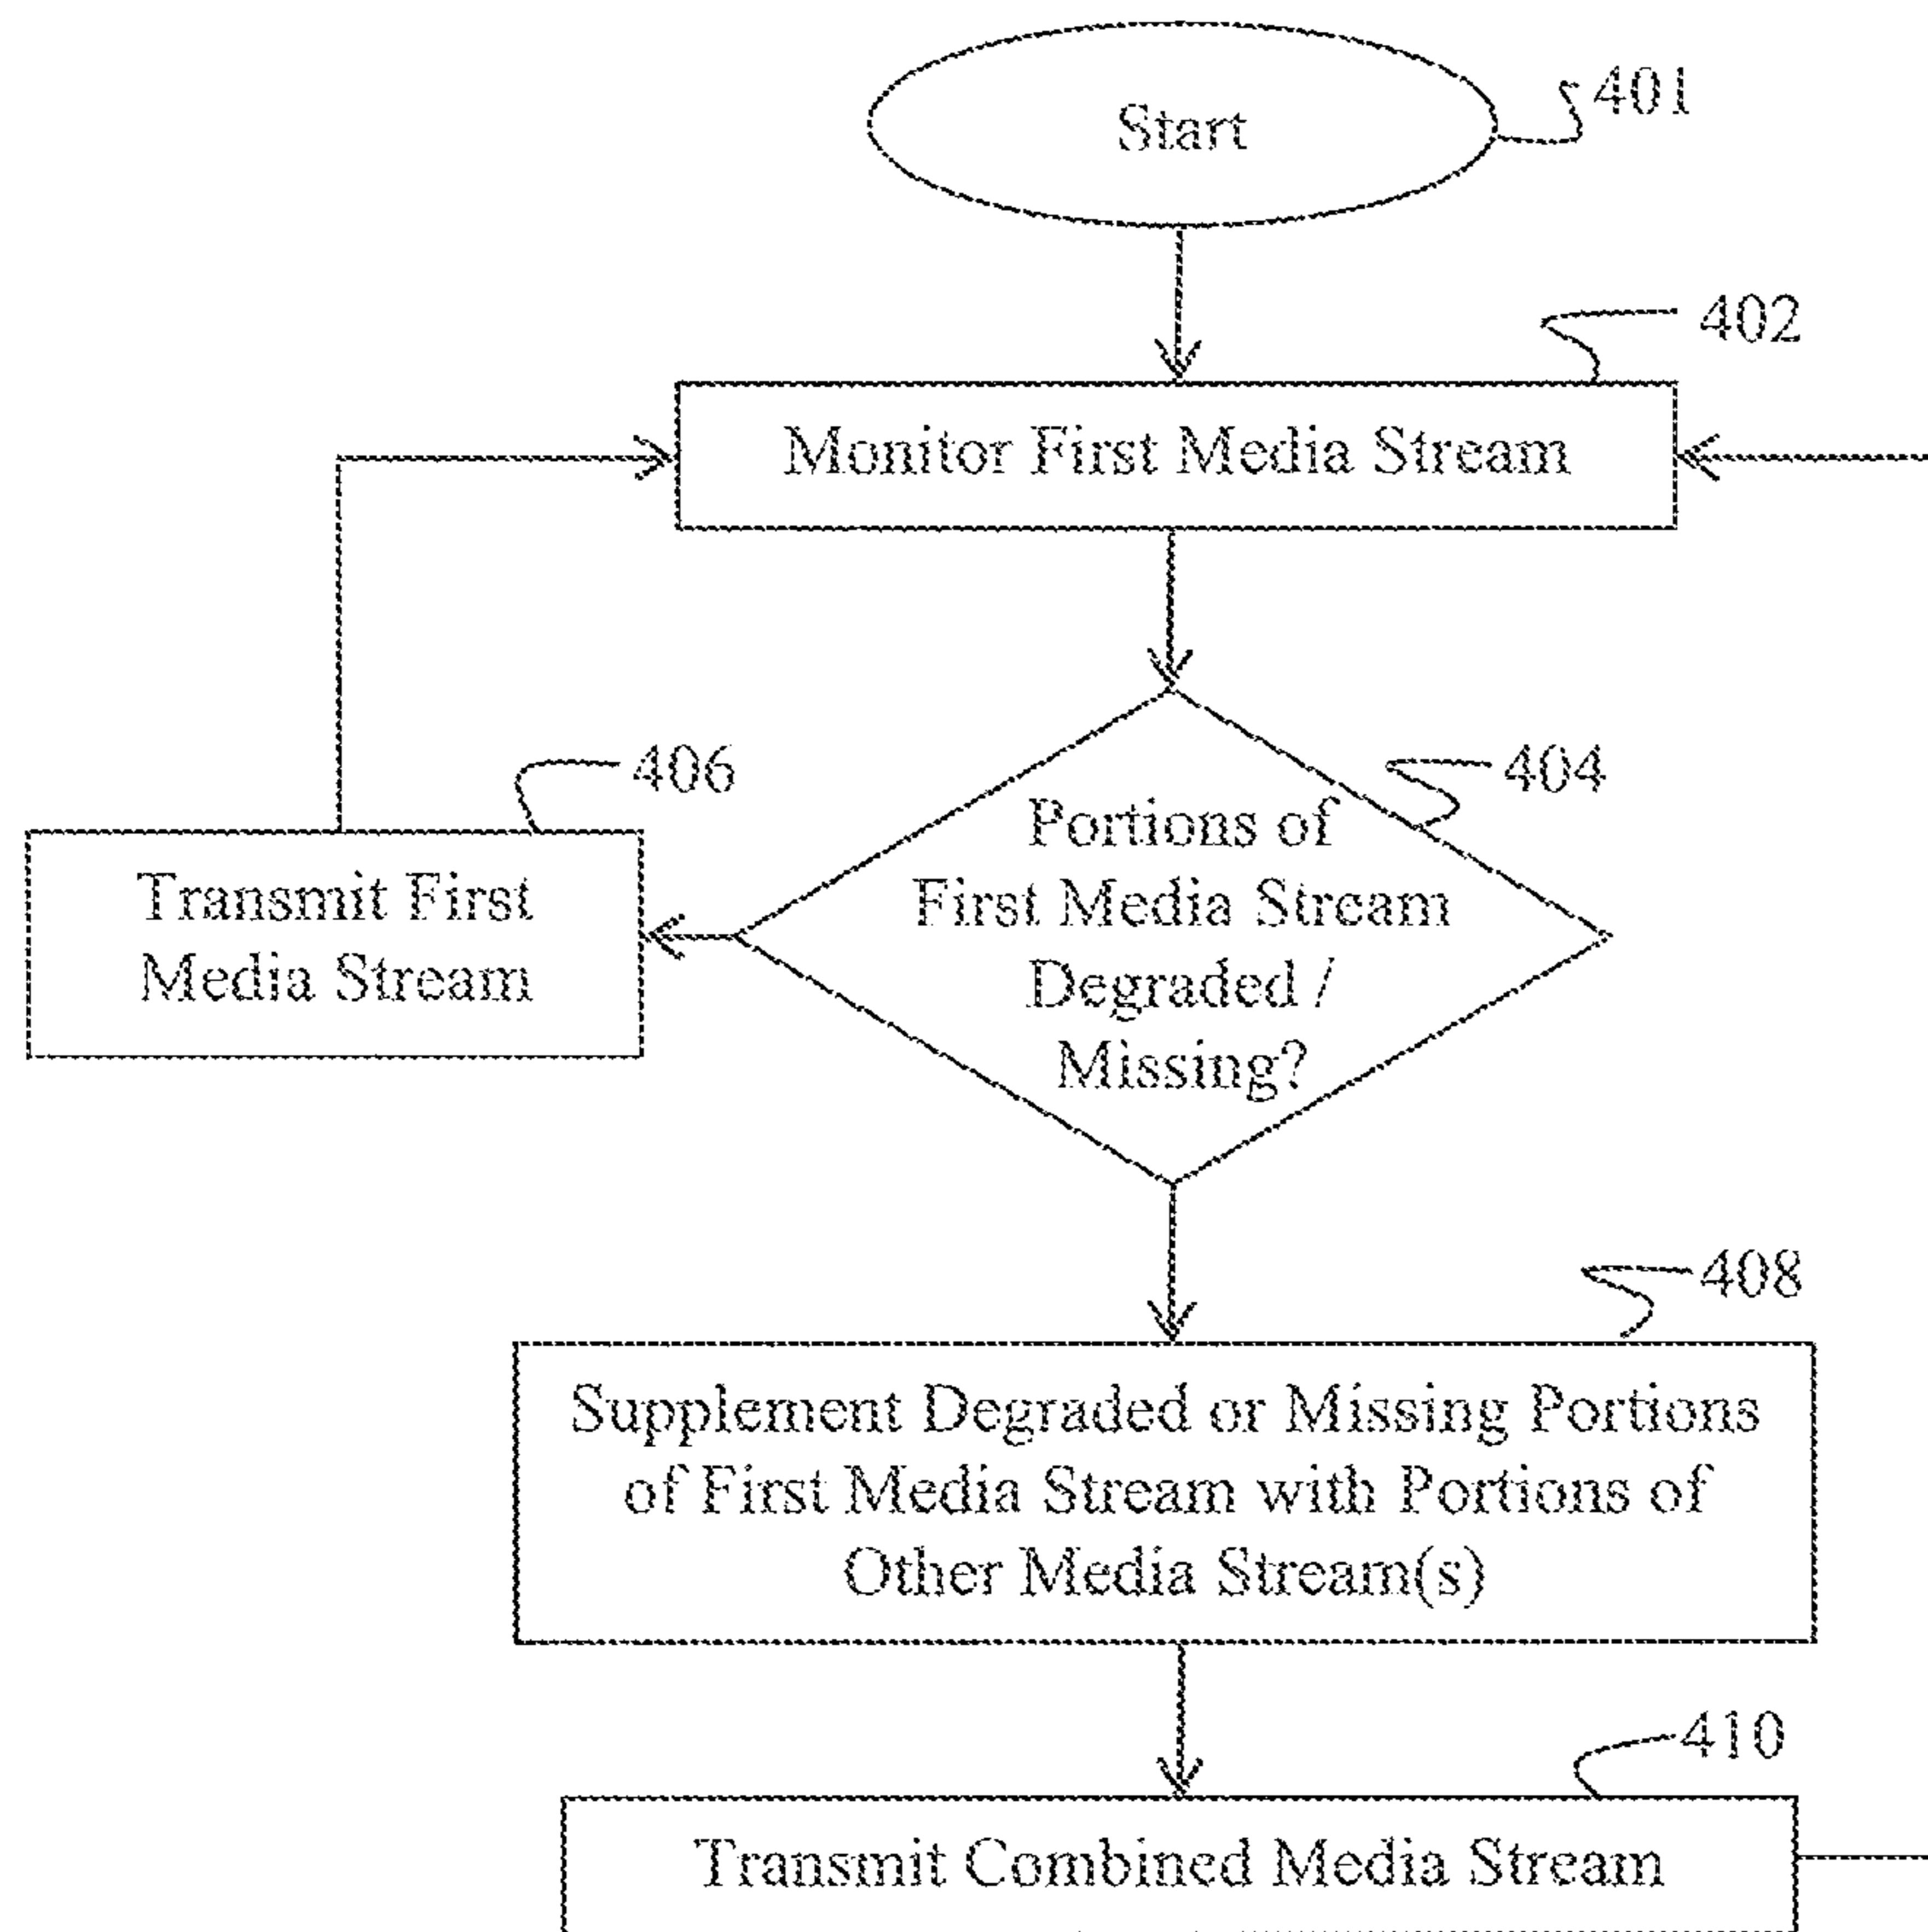 Start
401
402
Monitor First Media Stream
406
404
Transmit First
Media Stream
Portions of
First Media Stream
Degraded /
Missing?
408
Supplement Degraded or Missing Portions
of First Media Stream with Portions of
Other Media Stream(s)
410
Transmit Combined Media Stream